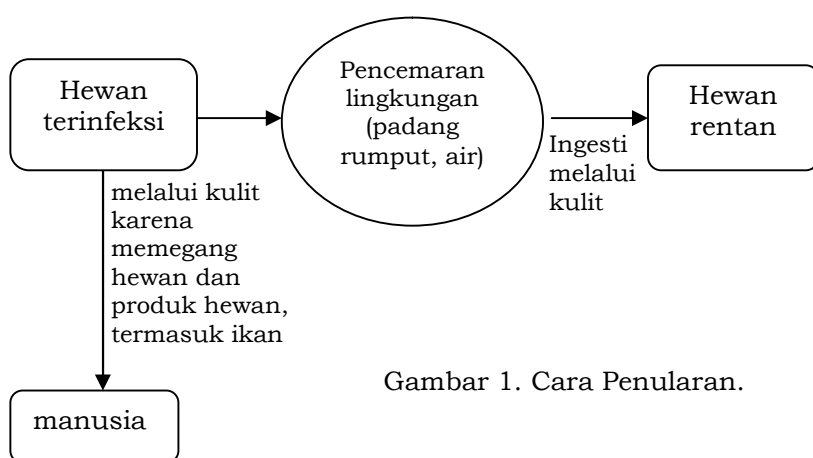 Hewan
terinfeksi
Pencemaran
lingkungan
(padang
rumput, air)
Hewan
rentan
Ingesti
melalui
kulit
melalui kulit
karena
memegang
hewan dan
produk hewan,
termasuk ikan
manusia
Gambar 1. Cara Penularan.